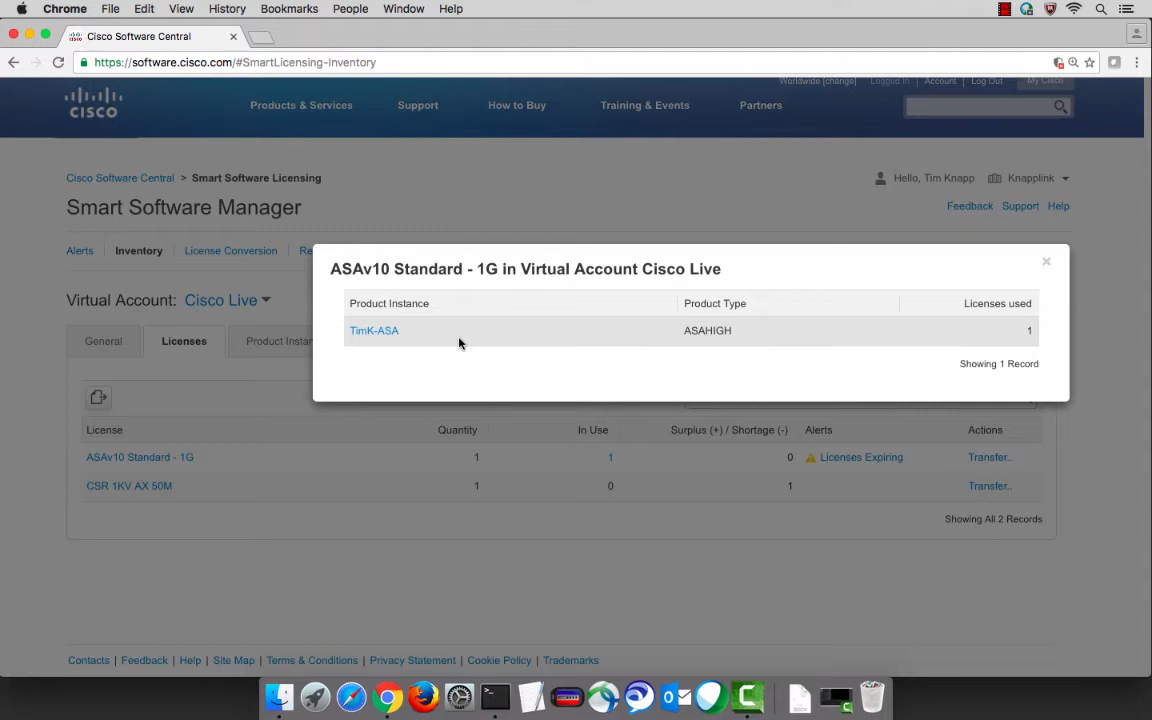 Chrome File Edit View History Bookmarks People Window Help
Cisco Software Central
https://software.cisco.com/#SmartLicensing-Inventory
Worldwide [change] Logged In Account Log Out My Cisco
CISCO Products & Services Support How to Buy Training & Events Partners
Cisco Software Central > Smart Software Licensing Hello, Tim Knapp Knapplink
Smart Software Manager Feedback Support Help
Alerts Inventory License Conversion
ASAv10 Standard - 1G in Virtual Account Cisco Live
Virtual Account: Cisco Live
Product Instance Product Type Licenses used
TimK-ASA ASAHIGH 1
General Licenses Product Instan
Showing 1 Record
License Quantity In Use Surplus (+) / Shortage (-) Alerts Actions
ASAv10 Standard - 1G 1 1 0 Licenses Expiring Transfer..
CSR 1KV AX 50M 1 0 1 Transfer..
Showing All 2 Records
Contacts | Feedback | Help | Site Map | Terms & Conditions | Privacy Statement | Cookie Policy | Trademarks